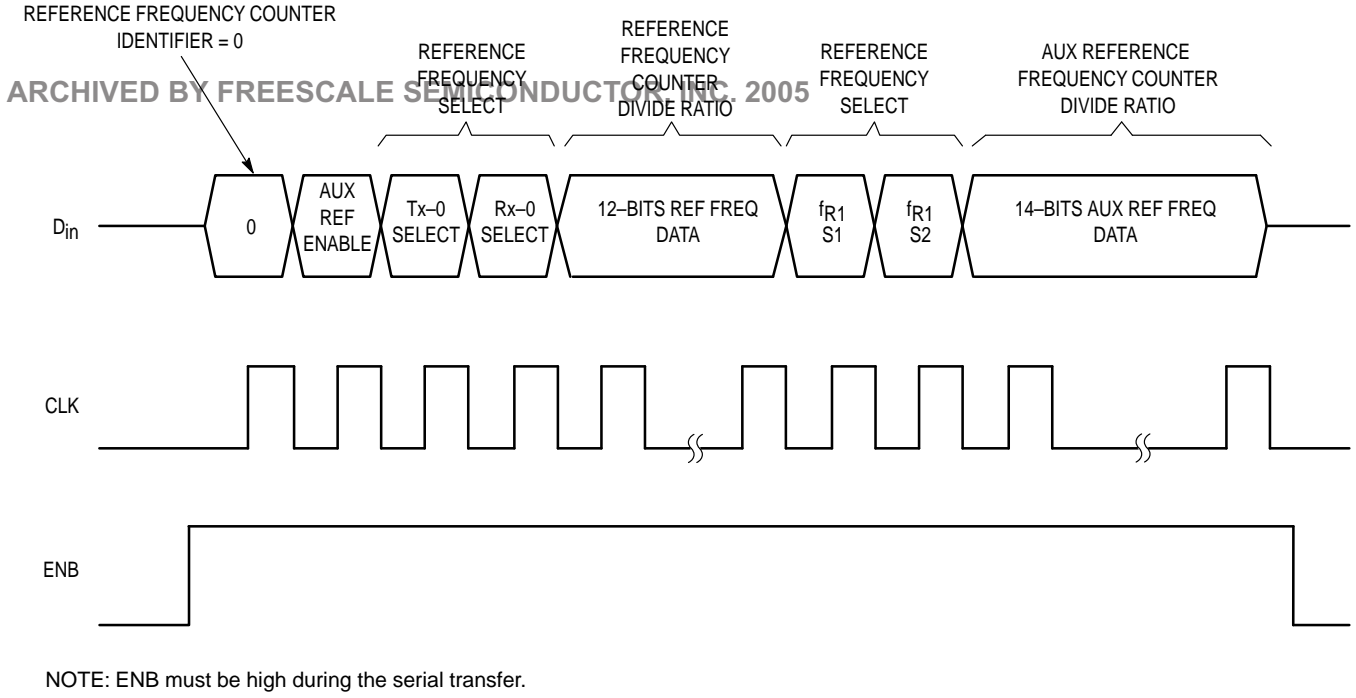 REFERENCE FREQUENCY COUNTER
IDENTIFIER = 0
REFERENCE
FREQUENCY
SELECT
REFERENCE
FREQUENCY
COUNTER
DIVIDE RATIO
REFERENCE
FREQUENCY
SELECT
AUX REFERENCE
FREQUENCY COUNTER
DIVIDE RATIO
ARCHIVED BY FREESCALE SEMICONDUCTOR, INC. 2005
Din
0
AUX
REF
ENABLE
Tx–0
SELECT
Rx–0
SELECT
12–BITS REF FREQ
DATA
fR1
S1
fR1
S2
14–BITS AUX REF FREQ
DATA
CLK
ENB
NOTE: ENB must be high during the serial transfer.